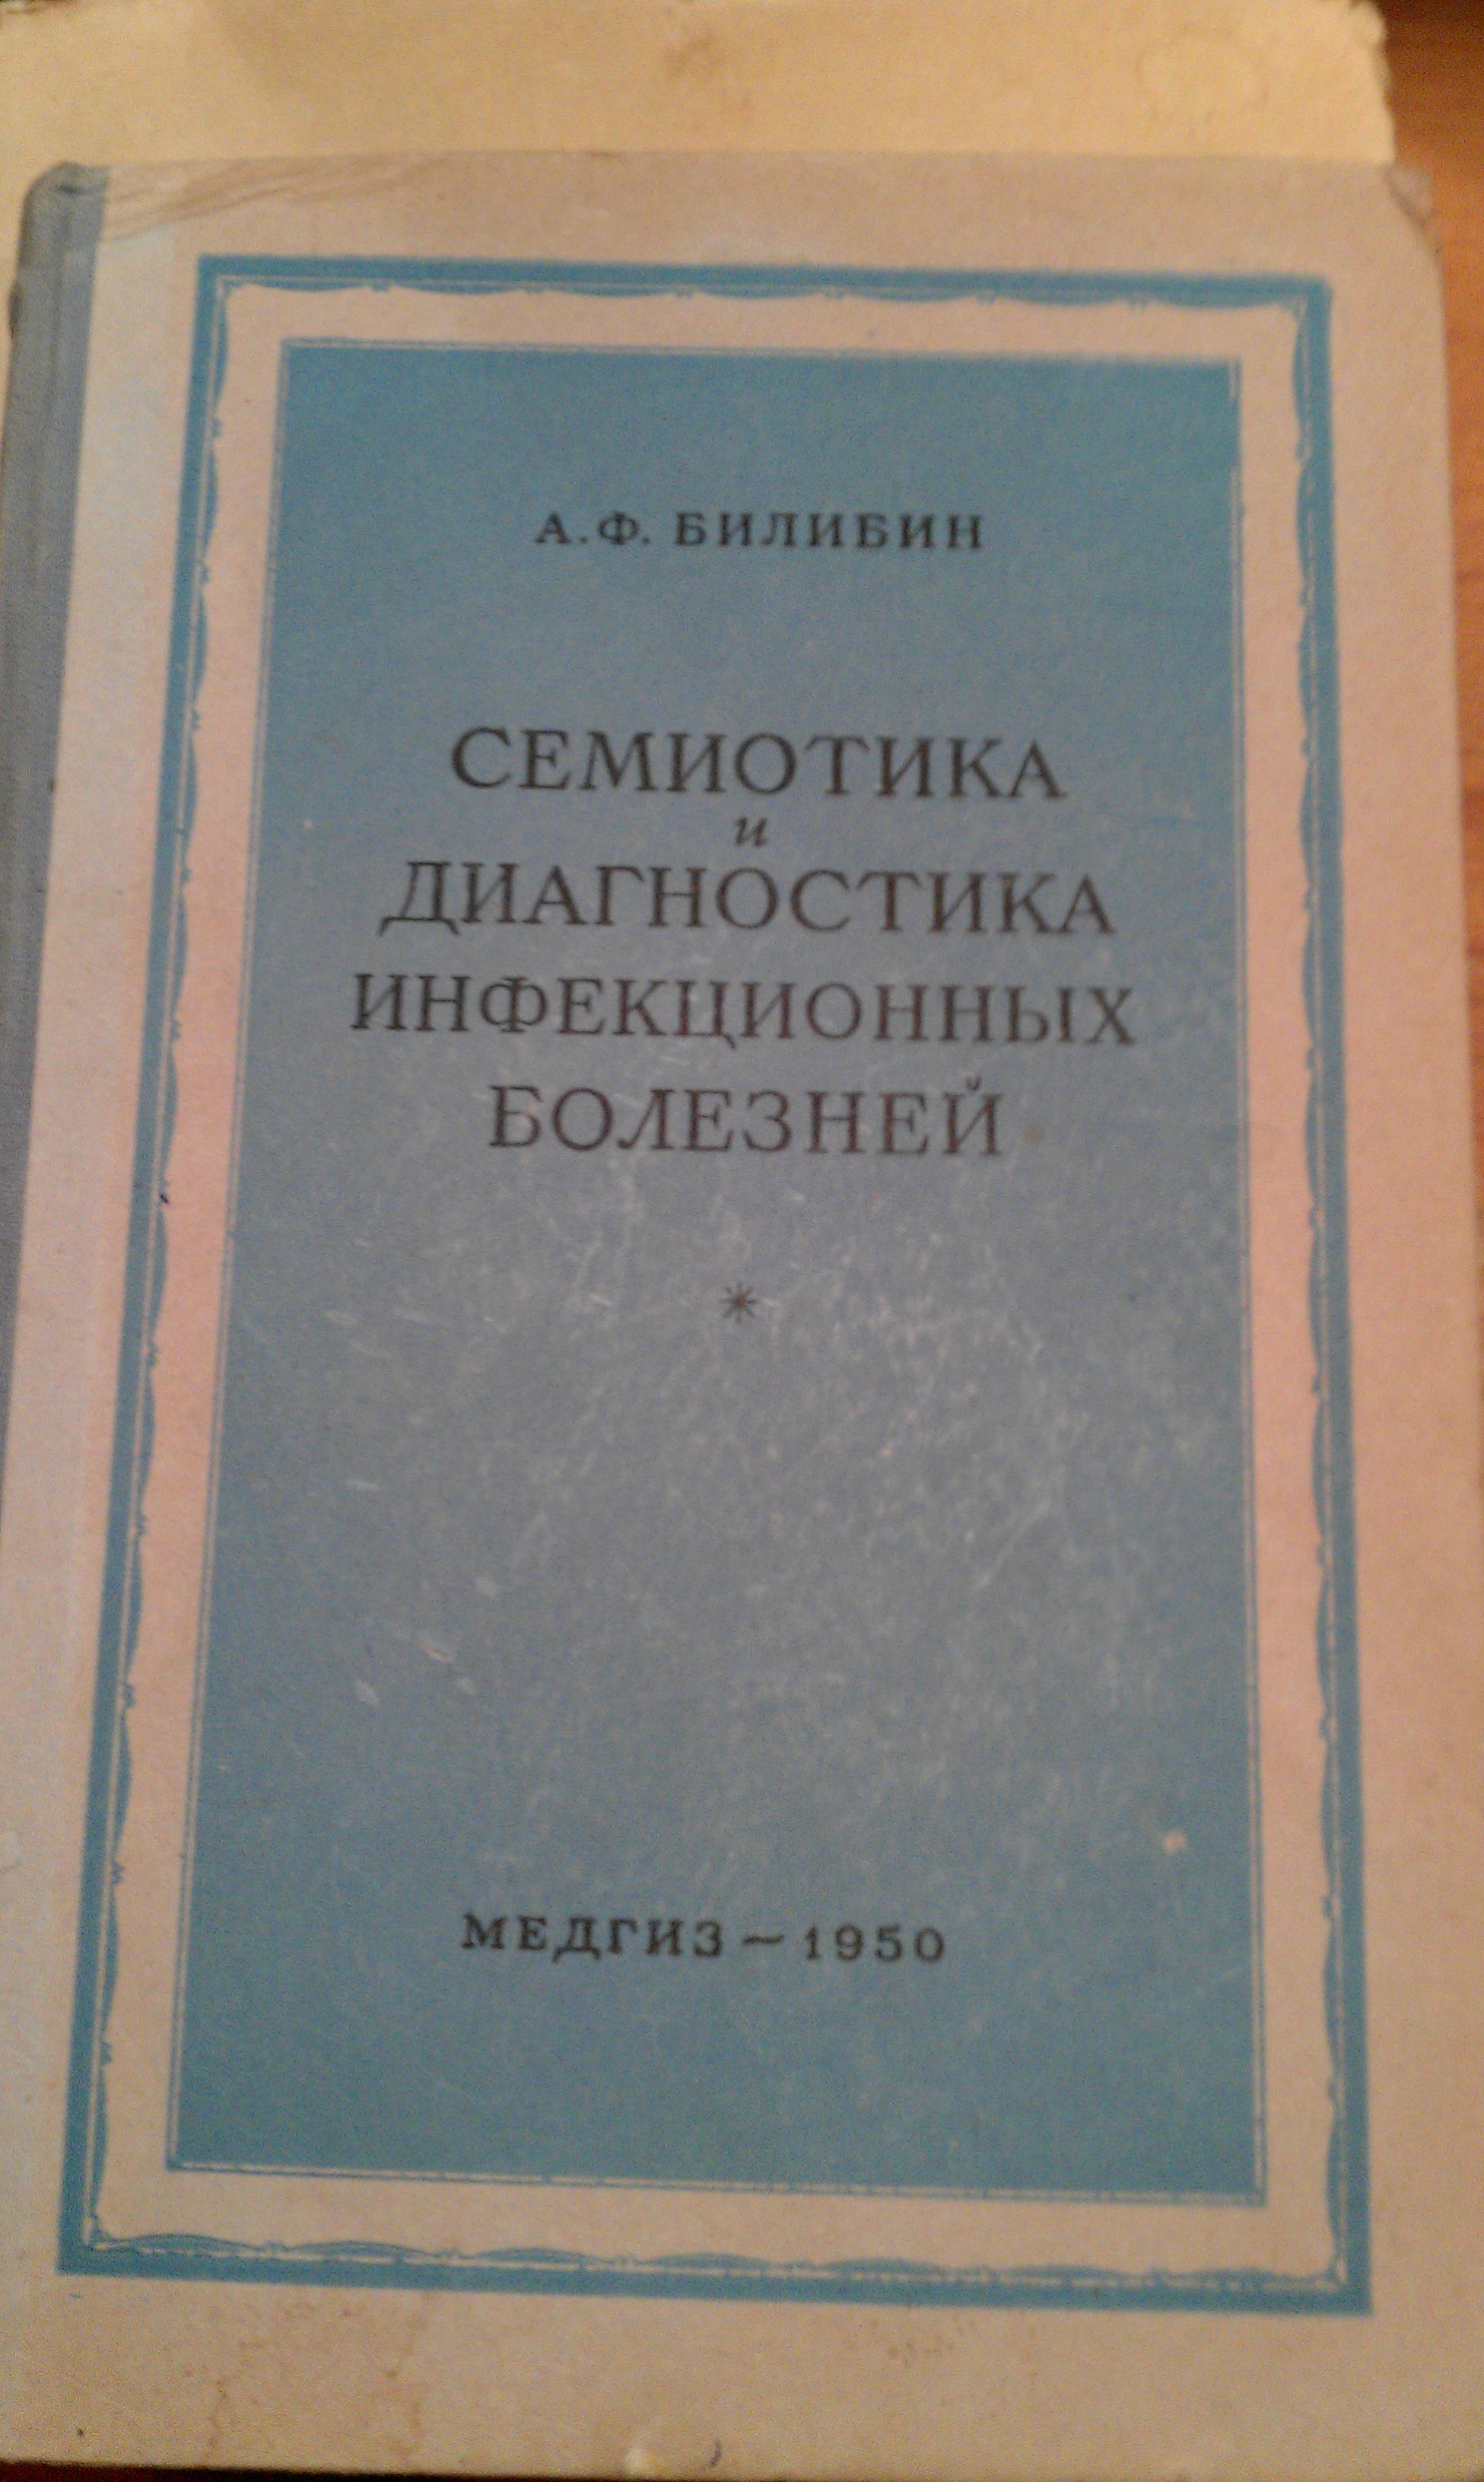 А.Ф. БИЛИБИН
СЕМИОТИКА
и
ДИАГНОСТИКА
ИНФЕКЦИОННЫХ
БОЛЕЗНЕЙ
*
МЕДГИЗ — 1950